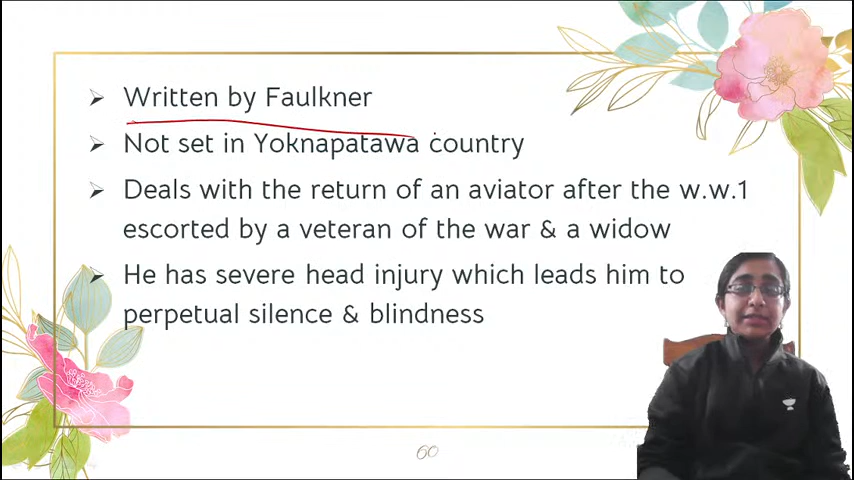 Written by Faulkner
Not set in Yoknapatawa country
Deals with the return of an aviator after the w.w.1
escorted by a veteran of the war & a widow
He has severe head injury which leads him to
perpetual silence & blindness
60